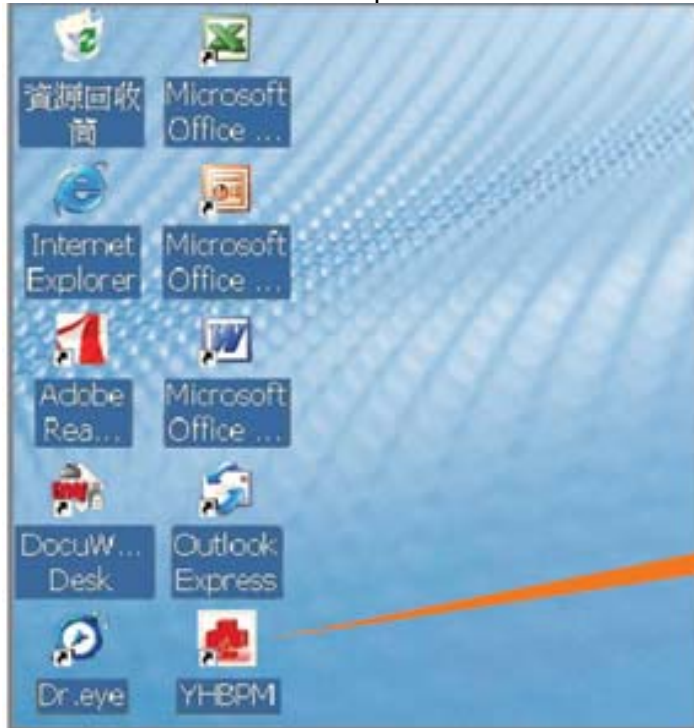 資源回收
筒
Microsoft
Office ...
Internet
Explorer
Microsoft
Office ...
Adobe
Rea...
Microsoft
Office ...
DocuW...
Desk
Outlook
Express
Dr.eye
YHBPM